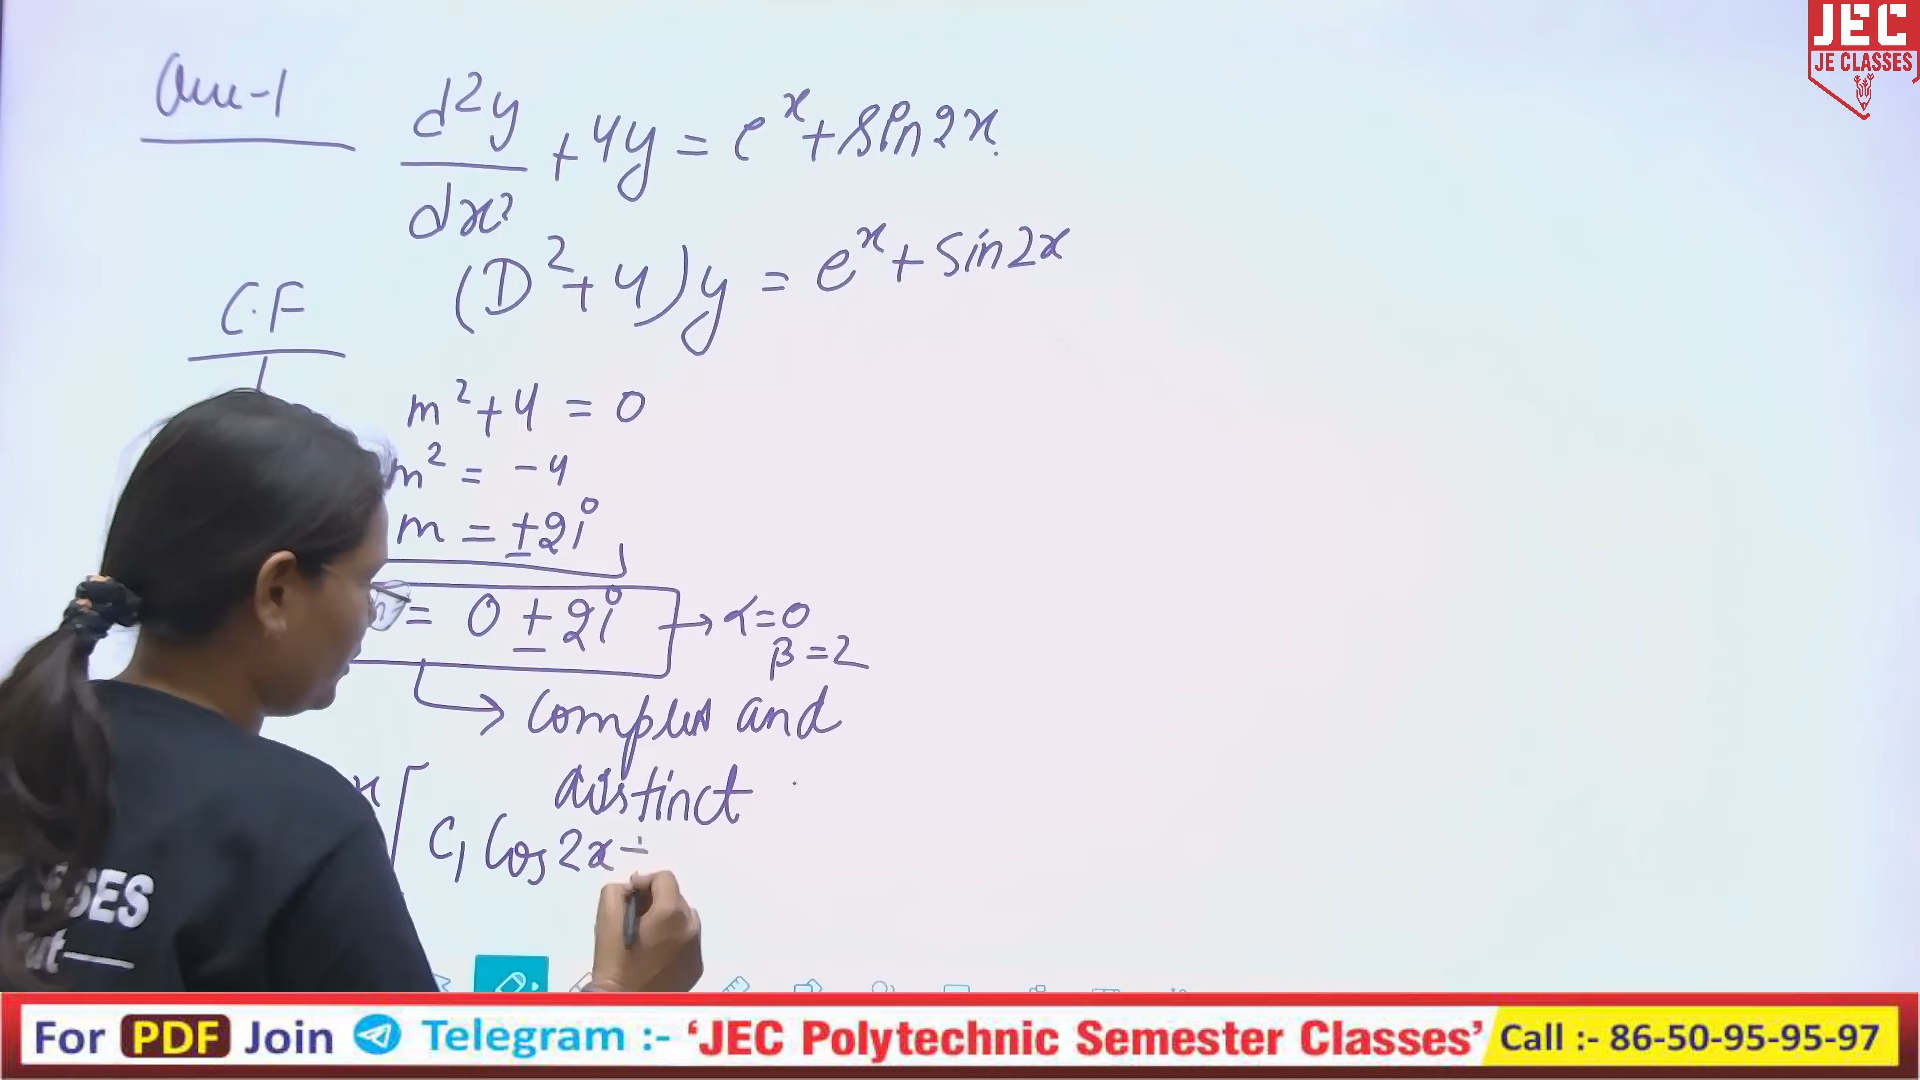 JEC
JE CLASSES
Que-1
d²y/dx² + 4y = e^x + sin2x.
(D² + 4)y = e^x + sin2x
C.F
m² + 4 = 0
m² = -4
m = ±2i
= 0 ± 2i → α = 0
β = 2
complex and
distinct
x [ C₁ Cos2x +
SES
For PDF Join Telegram :- 'JEC Polytechnic Semester Classes' Call :- 86-50-95-95-97